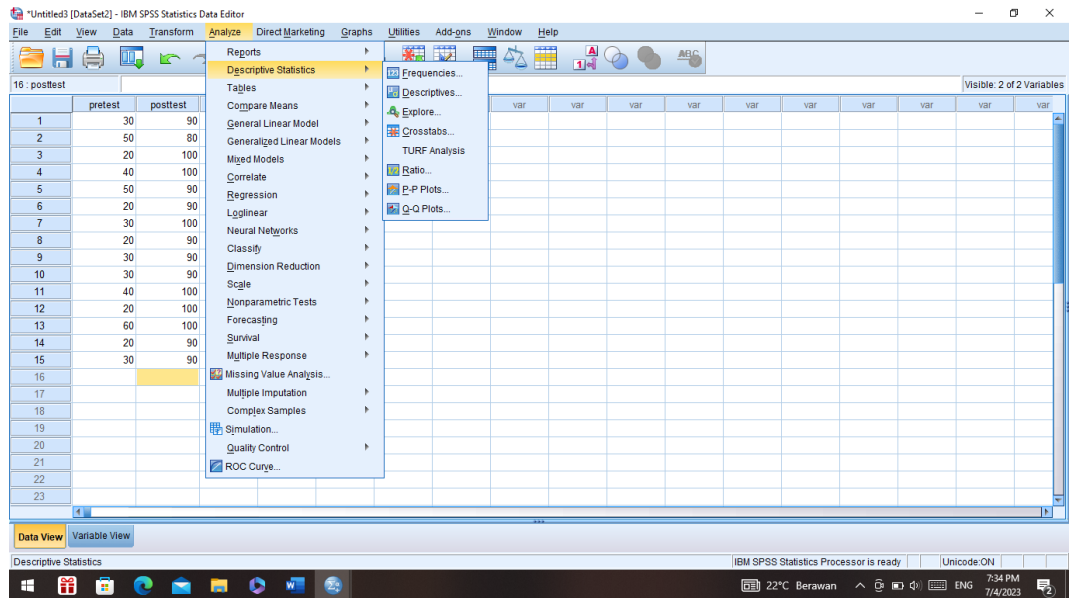 *Untitled3 [DataSet2] - IBM SPSS Statistics Data Editor
File Edit View Data Transform Analyze Direct Marketing Graphs Utilities Add-ons Window Help
16 : posttest
Visible: 2 of 2 Variables
pretest posttest var var var var var var var var var var
1 30 90
2 50 80
3 20 100
4 40 100
5 50 90
6 20 90
7 30 100
8 20 90
9 30 90
10 30 90
11 40 100
12 20 100
13 60 100
14 20 90
15 30 90
16
17
18
19
20
21
22
23
Reports
Descriptive Statistics
Tables
Compare Means
General Linear Model
Generalized Linear Models
Mixed Models
Correlate
Regression
Loglinear
Neural Networks
Classify
Dimension Reduction
Scale
Nonparametric Tests
Forecasting
Survival
Multiple Response
Missing Value Analysis...
Multiple Imputation
Complex Samples
Simulation...
Quality Control
ROC Curve...
Frequencies...
Descriptives...
Explore...
Crosstabs...
TURF Analysis
Ratio...
P-P Plots...
Q-Q Plots...
Data View Variable View
Descriptive Statistics
IBM SPSS Statistics Processor is ready Unicode:ON
22°C Berawan ENG 7:34 PM
7/4/2023